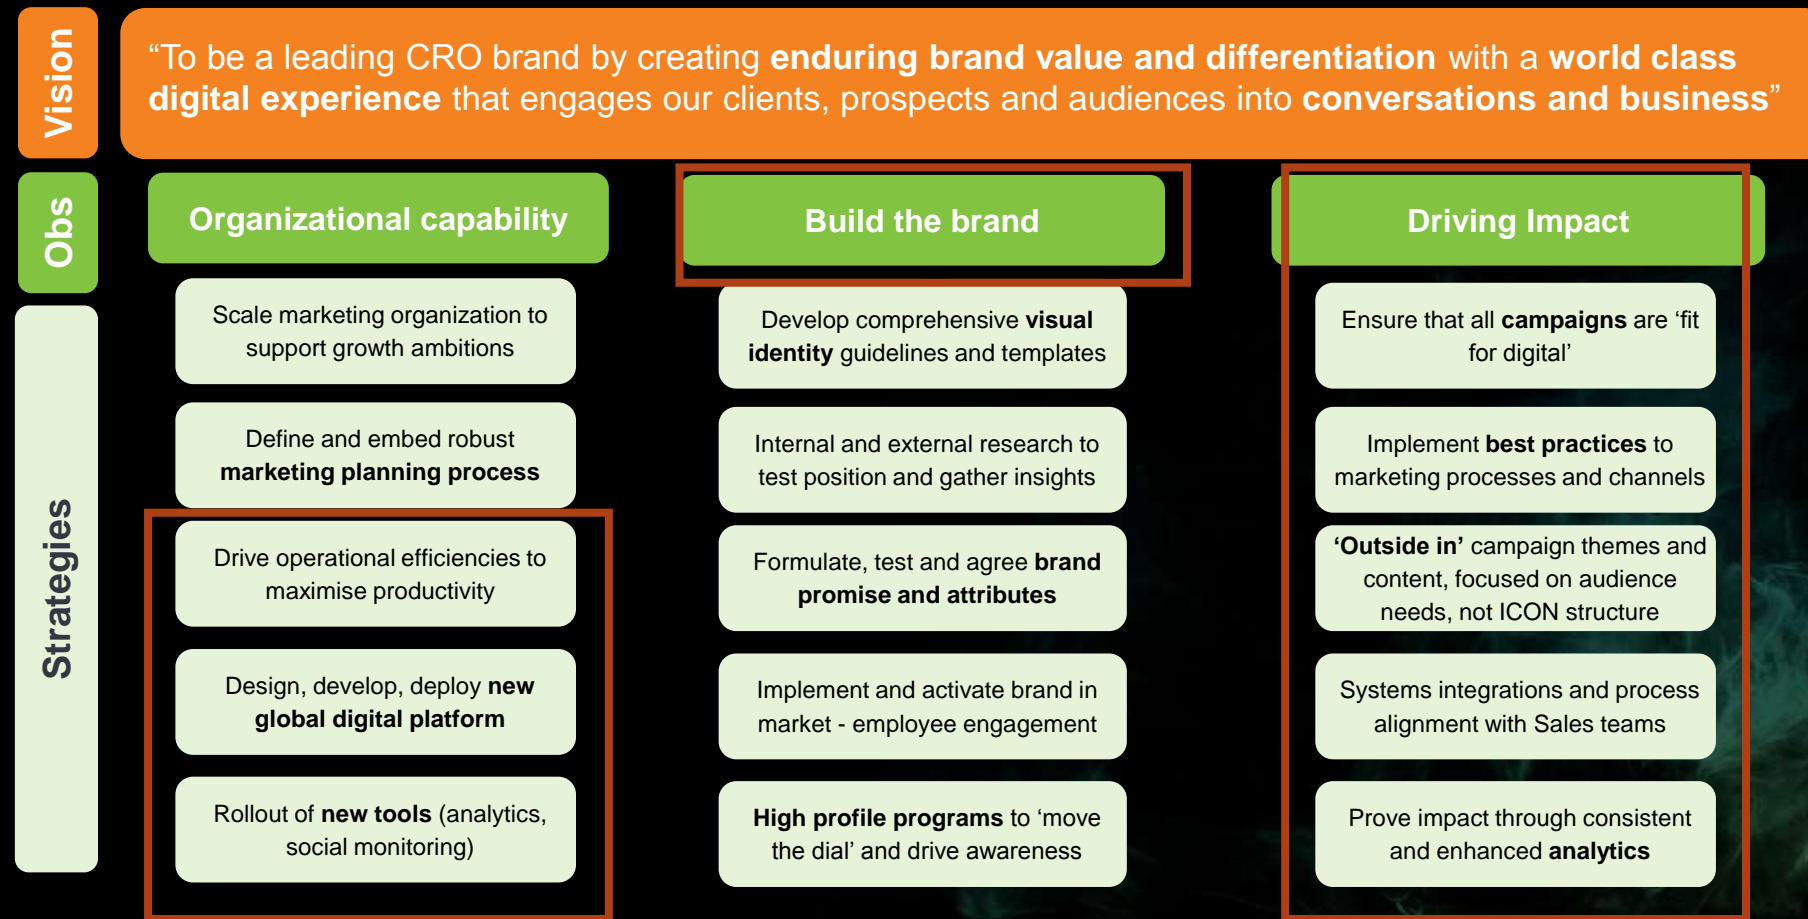 Vision
“To be a leading CRO brand by creating enduring brand value and differentiation with a world class
digital experience that engages our clients, prospects and audiences into conversations and business”
Obs
Organizational capability
Build the brand
Driving Impact
Strategies
Scale marketing organization to
support growth ambitions
Define and embed robust
marketing planning process
Drive operational efficiencies to
maximise productivity
Design, develop, deploy new
global digital platform
Rollout of new tools (analytics,
social monitoring)
Develop comprehensive visual
identity guidelines and templates
Internal and external research to
test position and gather insights
Formulate, test and agree brand
promise and attributes
Implement and activate brand in
market - employee engagement
High profile programs to ‘move
the dial’ and drive awareness
Ensure that all campaigns are ‘fit
for digital’
Implement best practices to
marketing processes and channels
‘Outside in’ campaign themes and
content, focused on audience
needs, not ICON structure
Systems integrations and process
alignment with Sales teams
Prove impact through consistent
and enhanced analytics